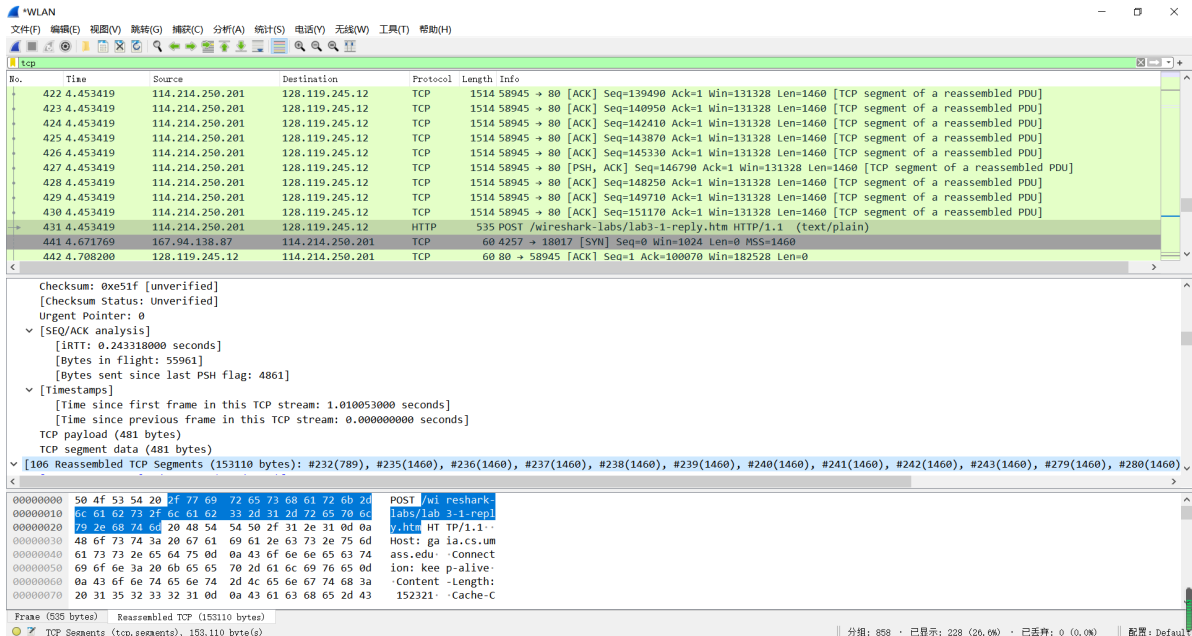 *WLAN
文件(F) 编辑(E) 视图(V) 跳转(G) 捕获(C) 分析(A) 统计(S) 电话(Y) 无线(W) 工具(T) 帮助(H)
tcp
No. Time Source Destination Protocol Length Info
422 4.453419 114.214.250.201 128.119.245.12 TCP 1514 58945 → 80 [ACK] Seq=139490 Ack=1 Win=131328 Len=1460 [TCP segment of a reassembled PDU]
423 4.453419 114.214.250.201 128.119.245.12 TCP 1514 58945 → 80 [ACK] Seq=140950 Ack=1 Win=131328 Len=1460 [TCP segment of a reassembled PDU]
424 4.453419 114.214.250.201 128.119.245.12 TCP 1514 58945 → 80 [ACK] Seq=142410 Ack=1 Win=131328 Len=1460 [TCP segment of a reassembled PDU]
425 4.453419 114.214.250.201 128.119.245.12 TCP 1514 58945 → 80 [ACK] Seq=143870 Ack=1 Win=131328 Len=1460 [TCP segment of a reassembled PDU]
426 4.453419 114.214.250.201 128.119.245.12 TCP 1514 58945 → 80 [ACK] Seq=145330 Ack=1 Win=131328 Len=1460 [TCP segment of a reassembled PDU]
427 4.453419 114.214.250.201 128.119.245.12 TCP 1514 58945 → 80 [PSH, ACK] Seq=146790 Ack=1 Win=131328 Len=1460 [TCP segment of a reassembled PDU]
428 4.453419 114.214.250.201 128.119.245.12 TCP 1514 58945 → 80 [ACK] Seq=148250 Ack=1 Win=131328 Len=1460 [TCP segment of a reassembled PDU]
429 4.453419 114.214.250.201 128.119.245.12 TCP 1514 58945 → 80 [ACK] Seq=149710 Ack=1 Win=131328 Len=1460 [TCP segment of a reassembled PDU]
430 4.453419 114.214.250.201 128.119.245.12 TCP 1514 58945 → 80 [ACK] Seq=151170 Ack=1 Win=131328 Len=1460 [TCP segment of a reassembled PDU]
431 4.453419 114.214.250.201 128.119.245.12 HTTP 535 POST /wireshark-labs/lab3-1-reply.htm HTTP/1.1 (text/plain)
441 4.671769 167.94.138.87 114.214.250.201 TCP 60 4257 → 18017 [SYN] Seq=0 Win=1024 Len=0 MSS=1460
442 4.708200 128.119.245.12 114.214.250.201 TCP 60 80 → 58945 [ACK] Seq=1 Ack=100070 Win=182528 Len=0
Checksum: 0xe51f [unverified]
[Checksum Status: Unverified]
Urgent Pointer: 0
[SEQ/ACK analysis]
[iRTT: 0.243318000 seconds]
[Bytes in flight: 55961]
[Bytes sent since last PSH flag: 4861]
[Timestamps]
[Time since first frame in this TCP stream: 1.010053000 seconds]
[Time since previous frame in this TCP stream: 0.000000000 seconds]
TCP payload (481 bytes)
TCP segment data (481 bytes)
[106 Reassembled TCP Segments (153110 bytes): #232(789), #235(1460), #236(1460), #237(1460), #238(1460), #239(1460), #240(1460), #241(1460), #242(1460), #243(1460), #279(1460), #280(1460)
00000000 50 4f 53 54 20 2f 77 69 72 65 73 68 61 72 6b 2d POST /wi reshark-
00000010 6c 61 62 73 2f 6c 61 62 33 2d 31 2d 72 65 70 6c labs/lab 3-1-repl
00000020 79 2e 68 74 6d 20 48 54 54 50 2f 31 2e 31 0d 0a y.htm HT TP/1.1··
00000030 48 6f 73 74 3a 20 67 61 69 61 2e 63 73 2e 75 6d Host: ga ia.cs.um
00000040 61 73 73 2e 65 64 75 0d 0a 43 6f 6e 6e 65 63 74 ass.edu· ·Connect
00000050 69 6f 6e 3a 20 6b 65 65 70 2d 61 6c 69 76 65 0d ion: kee p-alive·
00000060 0a 43 6f 6e 74 65 6e 74 2d 4c 65 6e 67 74 68 3a ·Content -Length:
00000070 20 31 35 32 33 32 31 0d 0a 43 61 63 68 65 2d 43 152321· ·Cache-C
Frame (535 bytes) Reassembled TCP (153110 bytes)
TCP Segments (tcp.segments), 153,110 byte(s) 分组: 858 · 已显示: 228 (26.6%) · 已丢弃: 0 (0.0%) 配置: Default